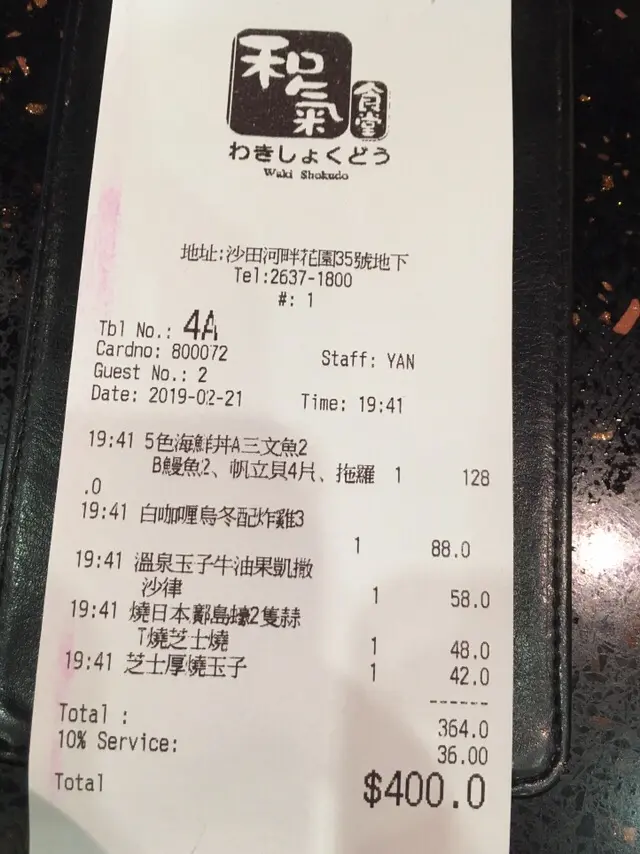 和氣
食堂
わきしょくどう
Waki Shokudo
地址:沙田河畔花園35號地下
Tel:2637-1800
#: 1
Tbl No.: 4A
Cardno: 800072 Staff: YAN
Guest No.: 2
Date: 2019-02-21 Time: 19:41
19:41 5色海鮮丼A三文魚2
B鰻魚2、帆立貝4片、拖羅 1 128
.0
19:41 白咖喱烏冬配炸雞3
1 88.0
19:41 溫泉玉子牛油果凱撒
沙律 1 58.0
19:41 燒日本鄺島蠔2隻蒜
T燒芝士燒 1 48.0
19:41 芝士厚燒玉子 1 42.0
------
Total : 364.0
10% Service: 36.00
Total $400.0